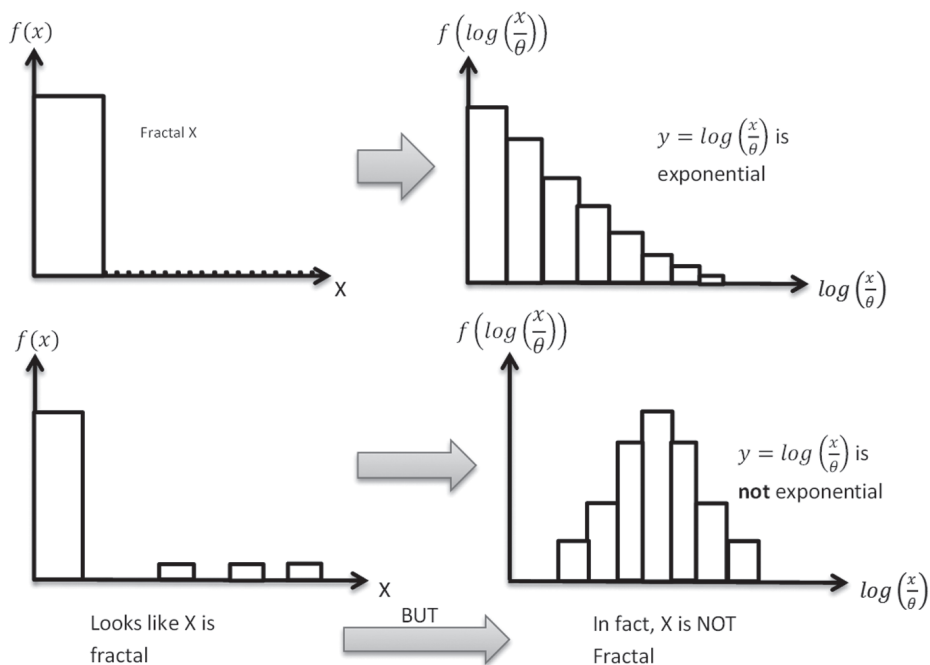 f(x)
Fractal X
X
f(log(x/θ))
y = log(x/θ) is
exponential
log(x/θ)
f(x)
X
Looks like X is
fractal
BUT
f(log(x/θ))
y = log(x/θ) is
not exponential
log(x/θ)
In fact, X is NOT
Fractal